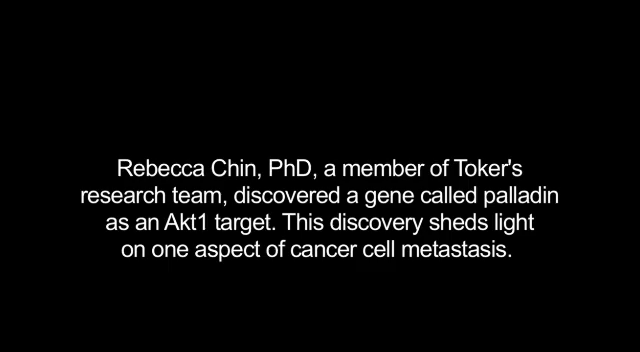 Rebecca Chin, PhD, a member of Toker's
research team, discovered a gene called palladin
as an Akt1 target. This discovery sheds light
on one aspect of cancer cell metastasis.